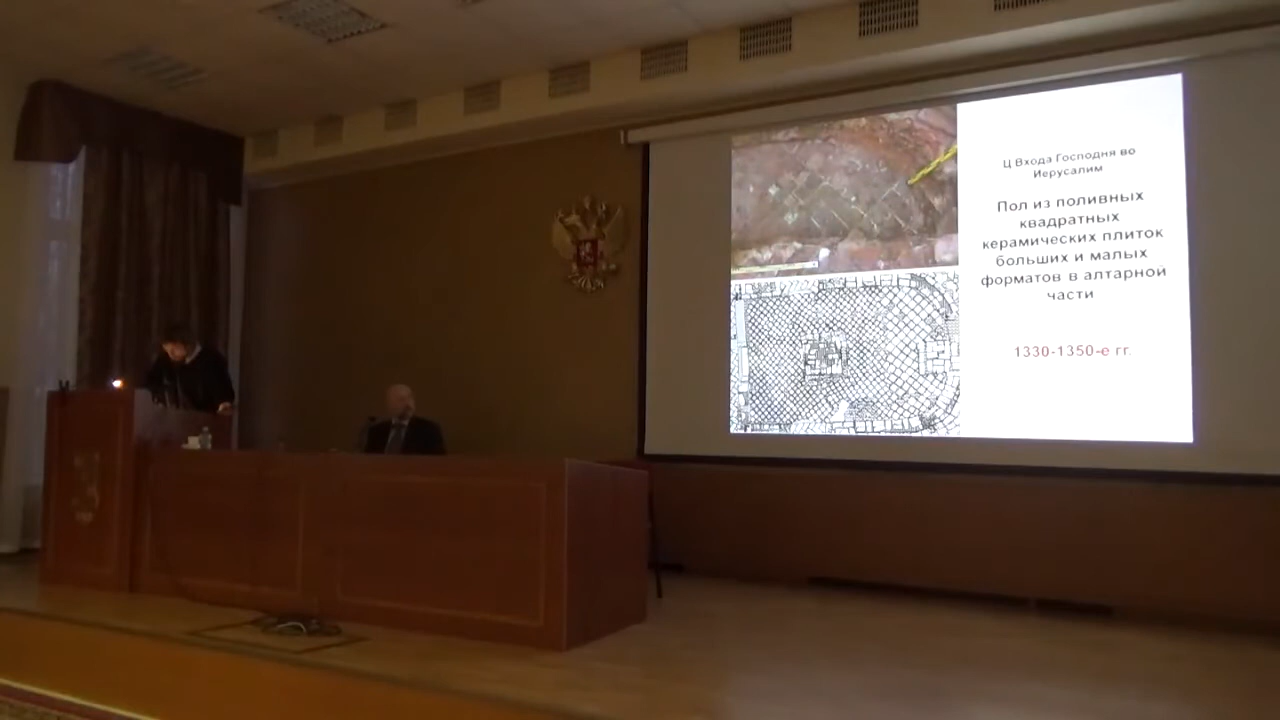 Ц Входа Господня во
Иерусалим
Пол из поливных
квадратных
керамических плиток
больших и малых
форматов в алтарной
части
1330-1350-е гг.